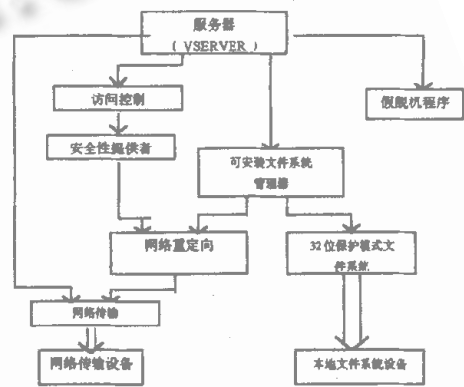 服务器
( VSERVER )
访问控制
假脱机程序
安全性提供者
可安装文件系统
管理器
网络重定向
32位保护模式文
件系统
网络传输
网络传输设备
本地文件系统设备